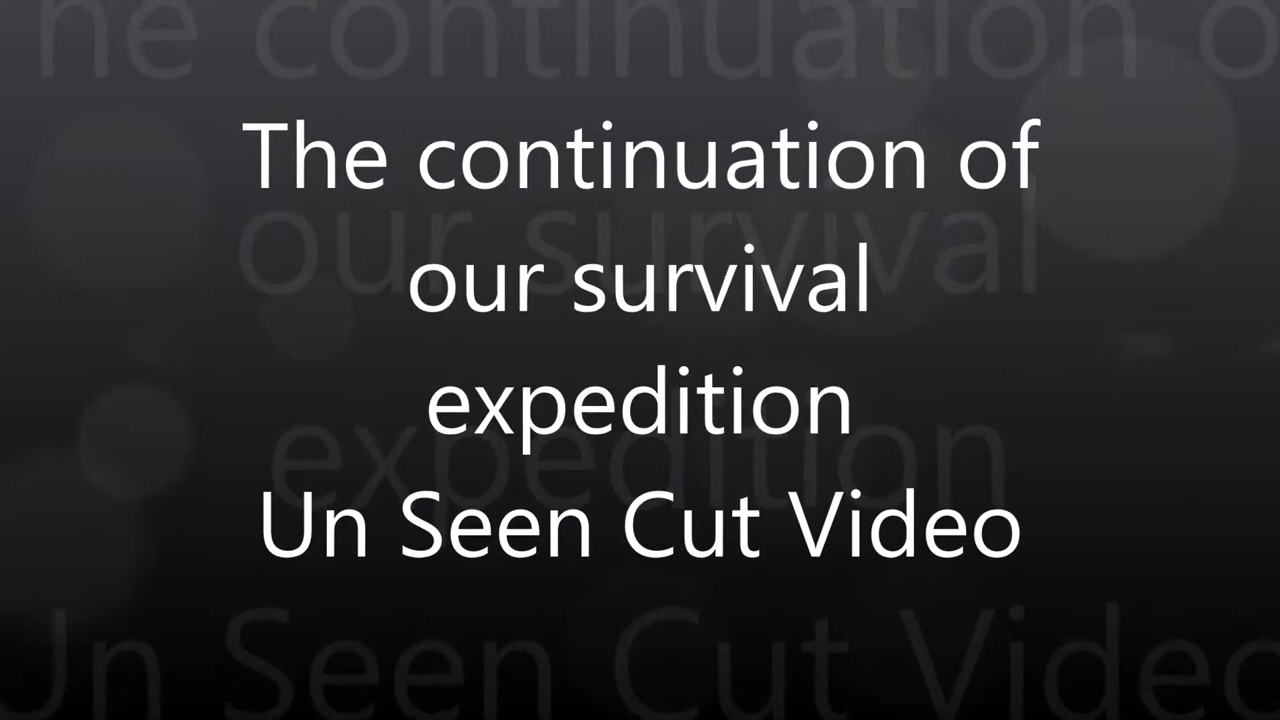 The continuation of
our survival
expedition
Un Seen Cut Video